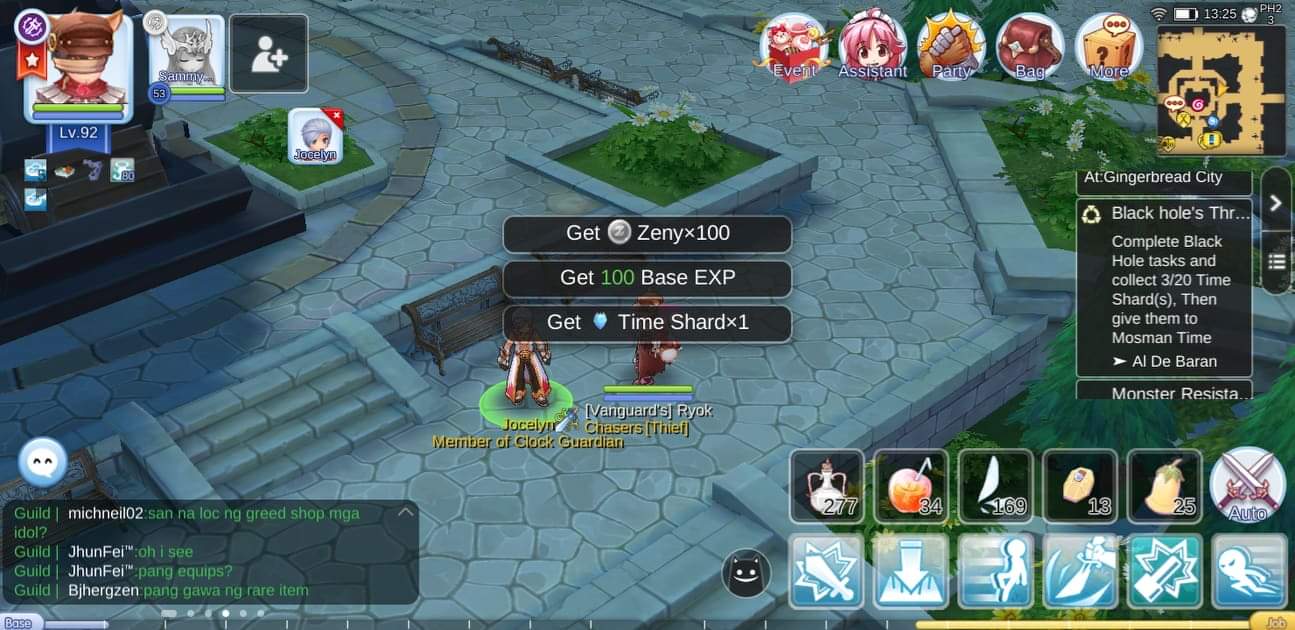 13:25
PH2
3
Event
Assistant
Party
Bag
More
Sammy...
53
Lv.92
Jocelyn
At:Gingerbread City
Black hole's Thr...
Complete Black
Hole tasks and
collect 3/20 Time
Shard(s), Then
give them to
Mosman Time
Al De Baran
Monster Resista...
Get Zeny×100
Get 100 Base EXP
Get Time Shard×1
Jocelyn
Member of Clock Guardian
[Vanguard's] Ryok
Chasers [Thief]
277
34
169
13
25
Auto
Guild | michneil02:san na loc ng greed shop mga
idol?
Guild | JhunFei™:oh i see
Guild | JhunFei™:pang equips?
Guild | Bjhergzen:pang gawa ng rare item
Base
Job